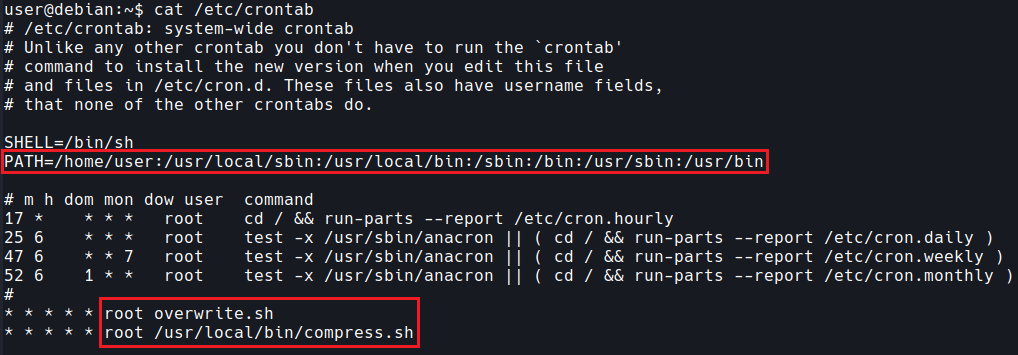 user@debian:~$ cat /etc/crontab
# /etc/crontab: system-wide crontab
# Unlike any other crontab you don't have to run the `crontab'
# command to install the new version when you edit this file
# and files in /etc/cron.d. These files also have username fields,
# that none of the other crontabs do.
SHELL=/bin/sh
PATH=/home/user:/usr/local/sbin:/usr/local/bin:/sbin:/bin:/usr/sbin:/usr/bin
# m h dom mon dow user  command
17 *    * * *   root    cd / && run-parts --report /etc/cron.hourly
25 6    * * *   root    test -x /usr/sbin/anacron || ( cd / && run-parts --report /etc/cron.daily )
47 6    * * 7   root    test -x /usr/sbin/anacron || ( cd / && run-parts --report /etc/cron.weekly )
52 6    1 * *   root    test -x /usr/sbin/anacron || ( cd / && run-parts --report /etc/cron.monthly )
#
* * * * * root overwrite.sh
* * * * * root /usr/local/bin/compress.sh